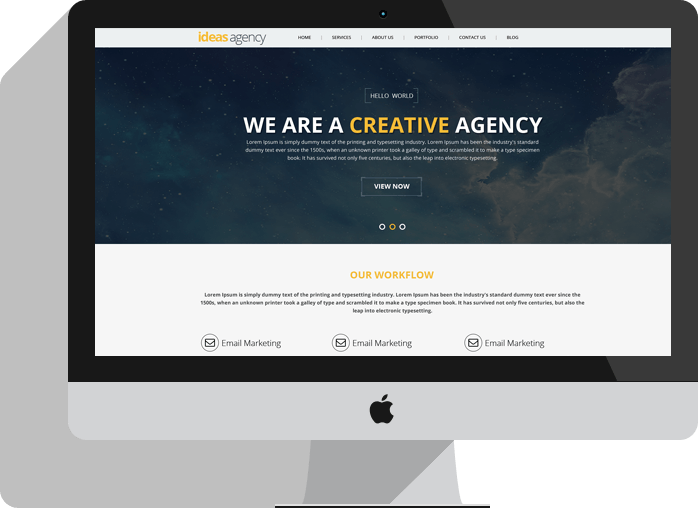 ideas agency
HOME | SERVICES | ABOUT US | PORTFOLIO | CONTACT US | BLOG
HELLO WORLD
WE ARE A CREATIVE AGENCY
Lorem Ipsum is simply dummy text of the printing and typesetting industry. Lorem Ipsum has been the industry's standard
dummy text ever since the 1500s, when an unknown printer took a galley of type and scrambled it to make a type specimen
book. It has survived not only five centuries, but also the leap into electronic typesetting.
VIEW NOW
OUR WORKFLOW
Lorem Ipsum is simply dummy text of the printing and typesetting industry. Lorem Ipsum has been the industry's standard dummy text ever since the
1500s, when an unknown printer took a galley of type and scrambled it to make a type specimen book. It has survived not only five centuries, but also the
leap into electronic typesetting.
Email Marketing Email Marketing Email Marketing